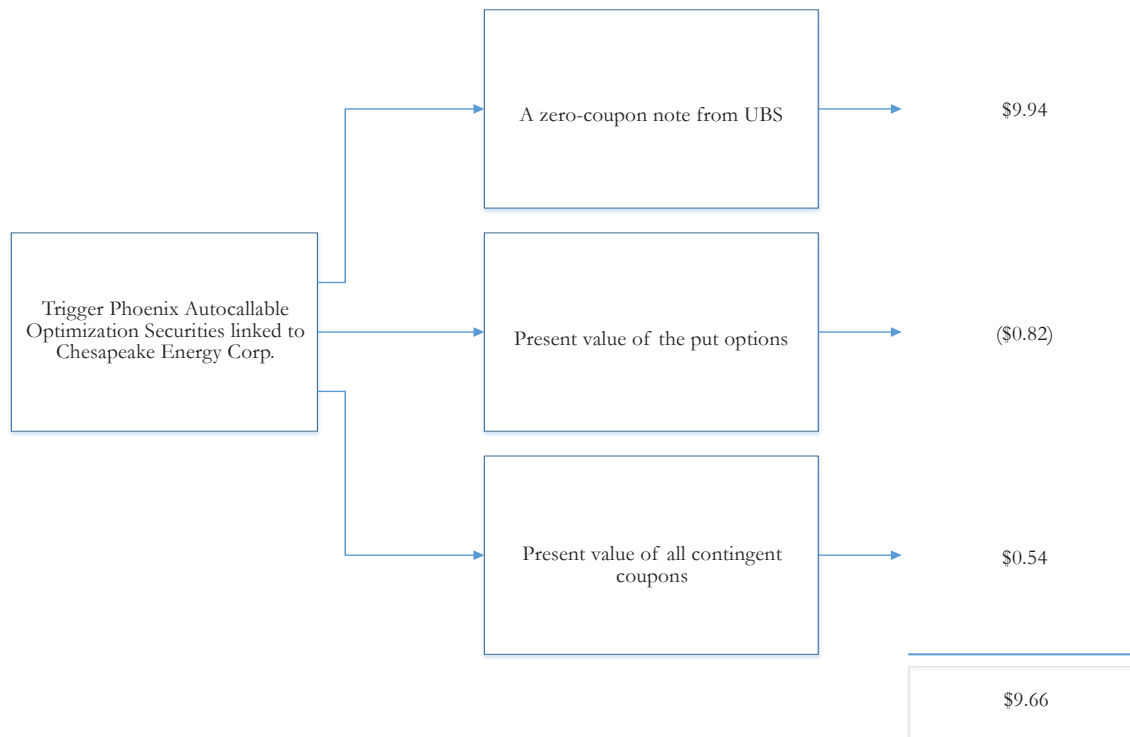 A zero-coupon note from UBS
$9.94
Trigger Phoenix Autocallable
Optimization Securities linked to
Chesapeake Energy Corp.
Present value of the put options
($0.82)
Present value of all contingent
coupons
$0.54
$9.66